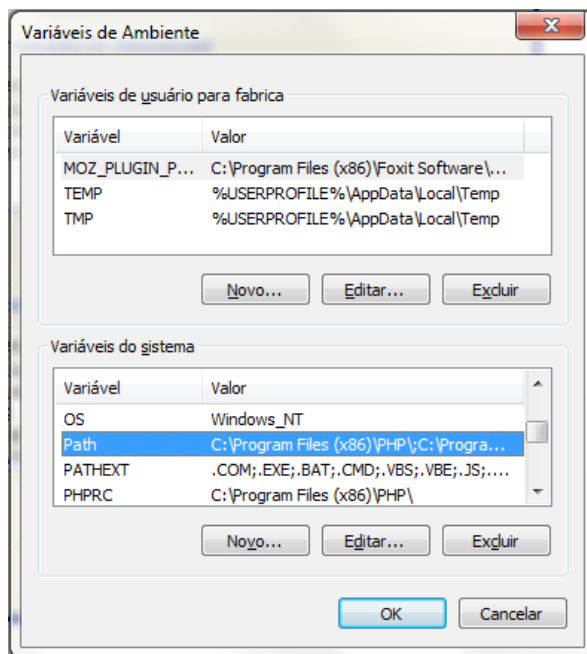 Variáveis de Ambiente
Variáveis de usuário para fabrica
Variável Valor
MOZ_PLUGIN_P... C:\Program Files (x86)\Foxit Software\...
TEMP %USERPROFILE%\AppData\Local\Temp
TMP %USERPROFILE%\AppData\Local\Temp
Novo... Editar... Excluir
Variáveis do sistema
Variável Valor
OS Windows_NT
Path C:\Program Files (x86)\PHP\;C:\Progra...
PATHEXT .COM;.EXE;.BAT;.CMD;.VBS;.VBE;.JS;....
PHPRC C:\Program Files (x86)\PHP\
Novo... Editar... Excluir
OK Cancelar